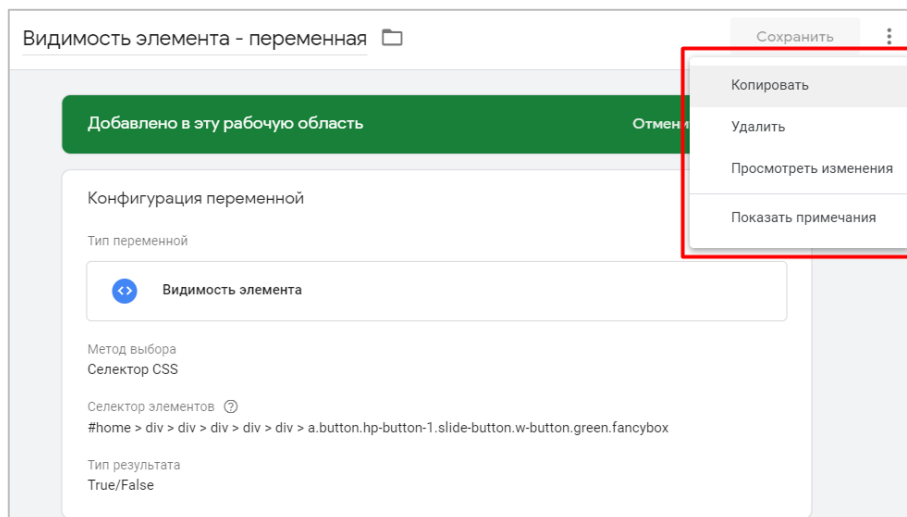 Видимость элемента - переменная
Сохранить
Копировать
Добавлено в эту рабочую область
Удалить
Просмотреть изменения
Показать примечания
Конфигурация переменной
Тип переменной
Видимость элемента
Метод выбора
Селектор CSS
Селектор элементов
#home > div > div > div > div > div > a.button.hp-button-1.slide-button.w-button.green.fancybox
Тип результата
True/False